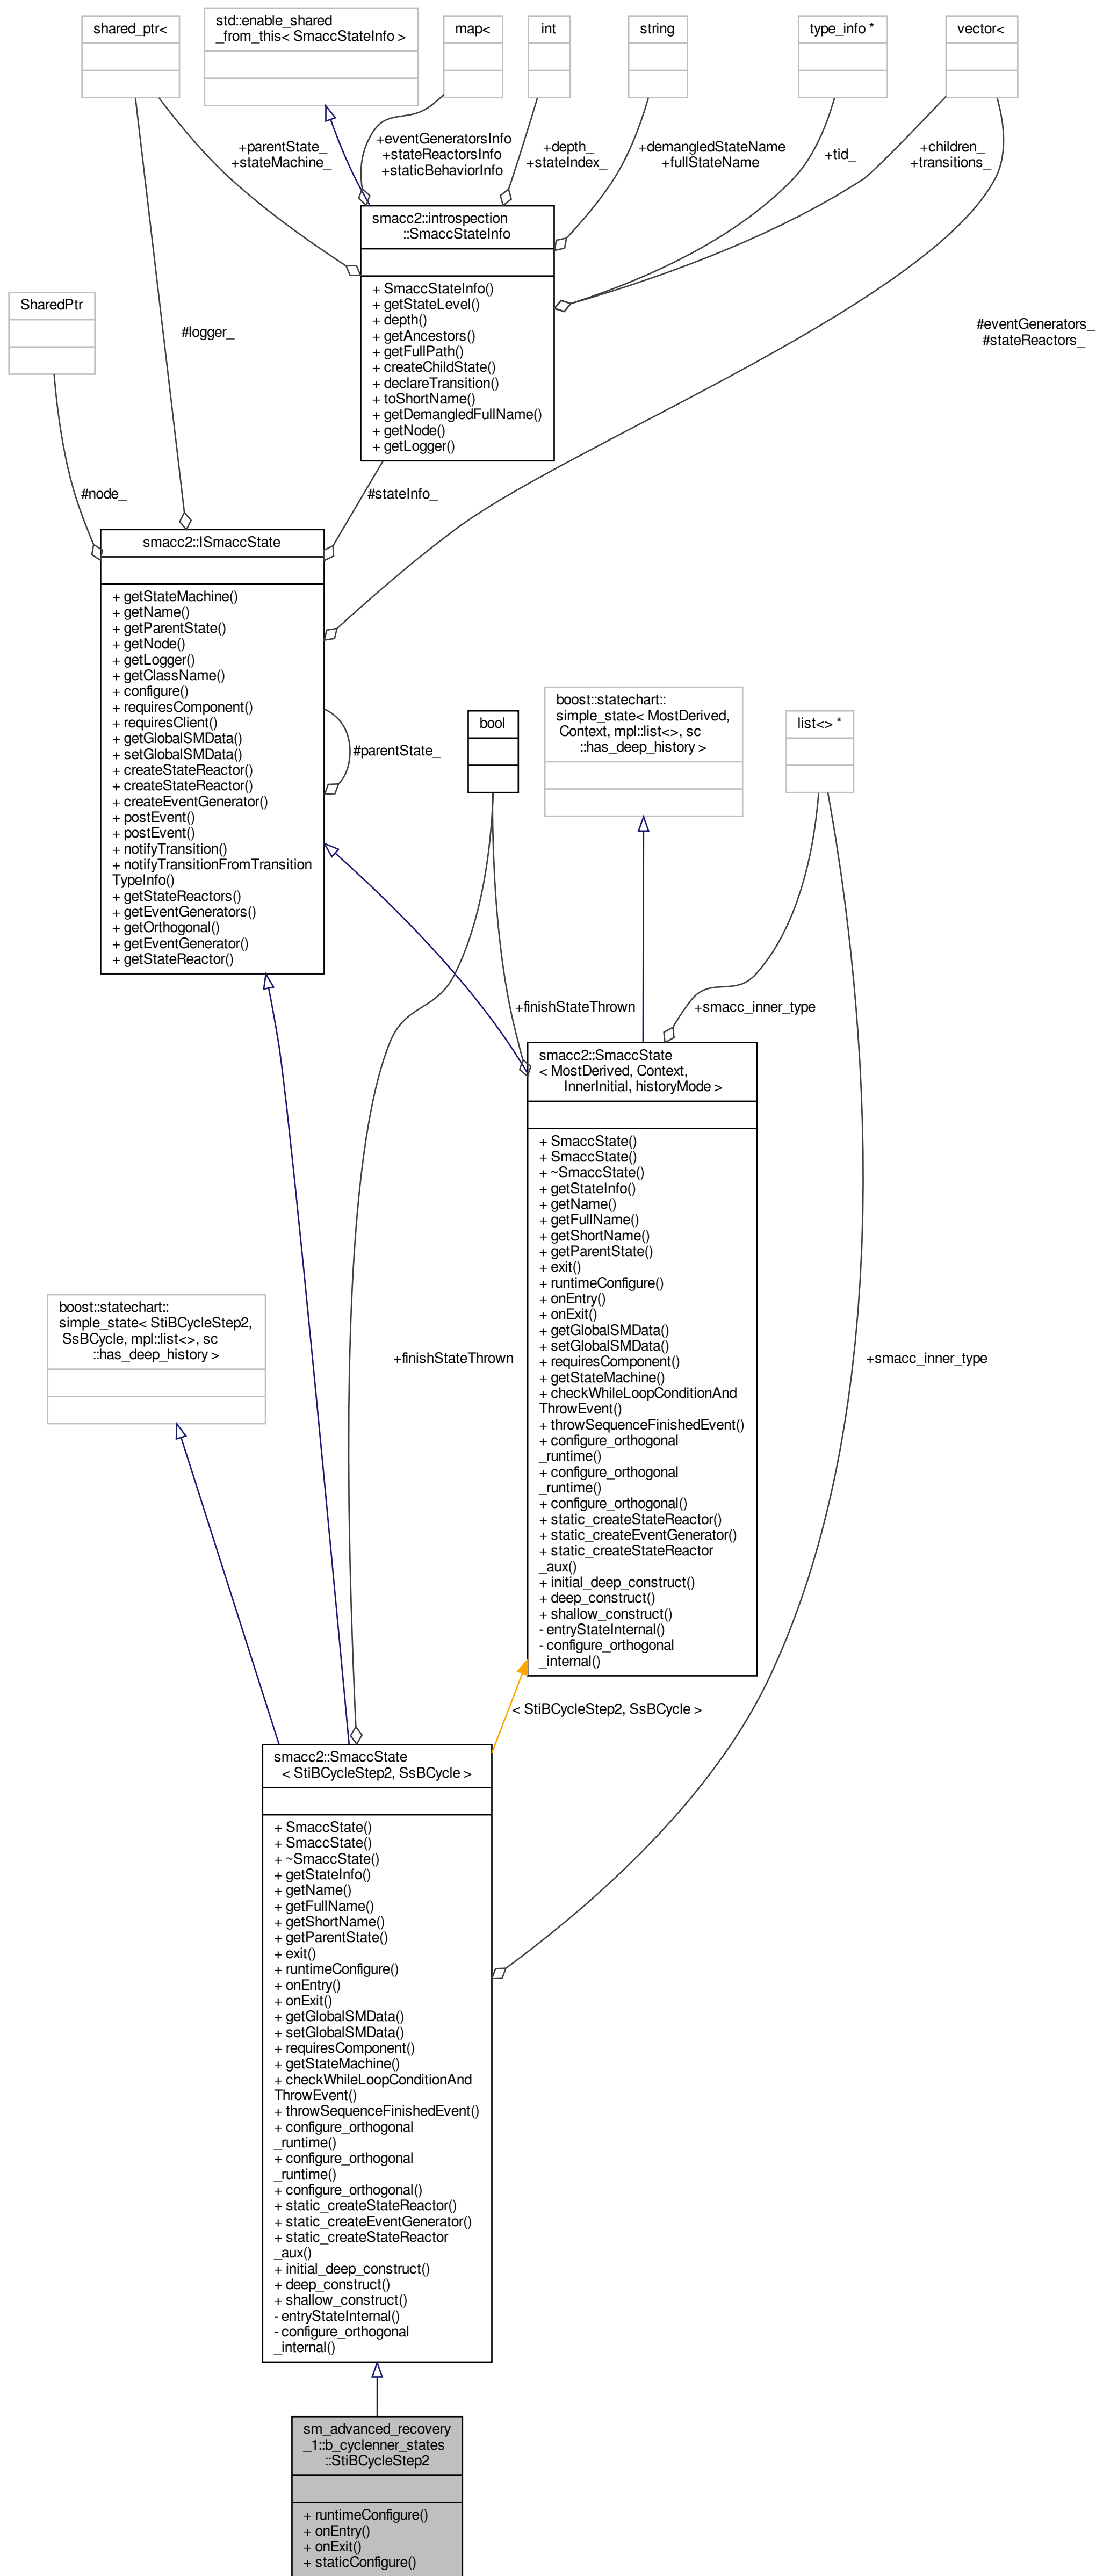 shared_ptr<
std::enable_shared
_from_this< SmaccStateInfo >
map<
int
string
type_info *
vector<
+parentState_
+stateMachine_
+eventGeneratorsInfo
+stateReactorsInfo
+staticBehaviorInfo
+depth_
+stateIndex_
+demangledStateName
+fullStateName
+tid_
+children_
+transitions_
smacc2::introspection
::SmaccStateInfo
+ SmaccStateInfo()
+ getStateLevel()
+ depth()
+ getAncestors()
+ getFullPath()
+ createChildState()
+ declareTransition()
+ toShortName()
+ getDemangledFullName()
+ getNode()
+ getLogger()
SharedPtr
#logger_
#eventGenerators_
#stateReactors_
#node_
#stateInfo_
smacc2::ISmaccState
+ getStateMachine()
+ getName()
+ getParentState()
+ getNode()
+ getLogger()
+ getClassName()
+ configure()
+ requiresComponent()
+ requiresClient()
+ getGlobalSMData()
+ setGlobalSMData()
+ createStateReactor()
+ createStateReactor()
+ createEventGenerator()
+ postEvent()
+ postEvent()
+ notifyTransition()
+ notifyTransitionFromTransition
TypeInfo()
+ getStateReactors()
+ getEventGenerators()
+ getOrthogonal()
+ getEventGenerator()
+ getStateReactor()
#parentState_
bool
boost::statechart::
simple_state< MostDerived,
Context, mpl::list<>, sc
::has_deep_history >
list<> *
+finishStateThrown
+smacc_inner_type
smacc2::SmaccState
< MostDerived, Context,
InnerInitial, historyMode >
+ SmaccState()
+ SmaccState()
+ ~SmaccState()
+ getStateInfo()
+ getName()
+ getFullName()
+ getShortName()
+ getParentState()
+ exit()
+ runtimeConfigure()
+ onEntry()
+ onExit()
+ getGlobalSMData()
+ setGlobalSMData()
+ requiresComponent()
+ getStateMachine()
+ checkWhileLoopConditionAnd
ThrowEvent()
+ throwSequenceFinishedEvent()
+ configure_orthogonal
_runtime()
+ configure_orthogonal
_runtime()
+ configure_orthogonal()
+ static_createStateReactor()
+ static_createEventGenerator()
+ static_createStateReactor
_aux()
+ initial_deep_construct()
+ deep_construct()
+ shallow_construct()
- entryStateInternal()
- configure_orthogonal
_internal()
boost::statechart::
simple_state< StiBCycleStep2,
SsBCycle, mpl::list<>, sc
::has_deep_history >
+finishStateThrown
+smacc_inner_type
< StiBCycleStep2, SsBCycle >
smacc2::SmaccState
< StiBCycleStep2, SsBCycle >
+ SmaccState()
+ SmaccState()
+ ~SmaccState()
+ getStateInfo()
+ getName()
+ getFullName()
+ getShortName()
+ getParentState()
+ exit()
+ runtimeConfigure()
+ onEntry()
+ onExit()
+ getGlobalSMData()
+ setGlobalSMData()
+ requiresComponent()
+ getStateMachine()
+ checkWhileLoopConditionAnd
ThrowEvent()
+ throwSequenceFinishedEvent()
+ configure_orthogonal
_runtime()
+ configure_orthogonal
_runtime()
+ configure_orthogonal()
+ static_createStateReactor()
+ static_createEventGenerator()
+ static_createStateReactor
_aux()
+ initial_deep_construct()
+ deep_construct()
+ shallow_construct()
- entryStateInternal()
- configure_orthogonal
_internal()
sm_advanced_recovery
_1::b_cyclenner_states
::StiBCycleStep2
+ runtimeConfigure()
+ onEntry()
+ onExit()
+ staticConfigure()